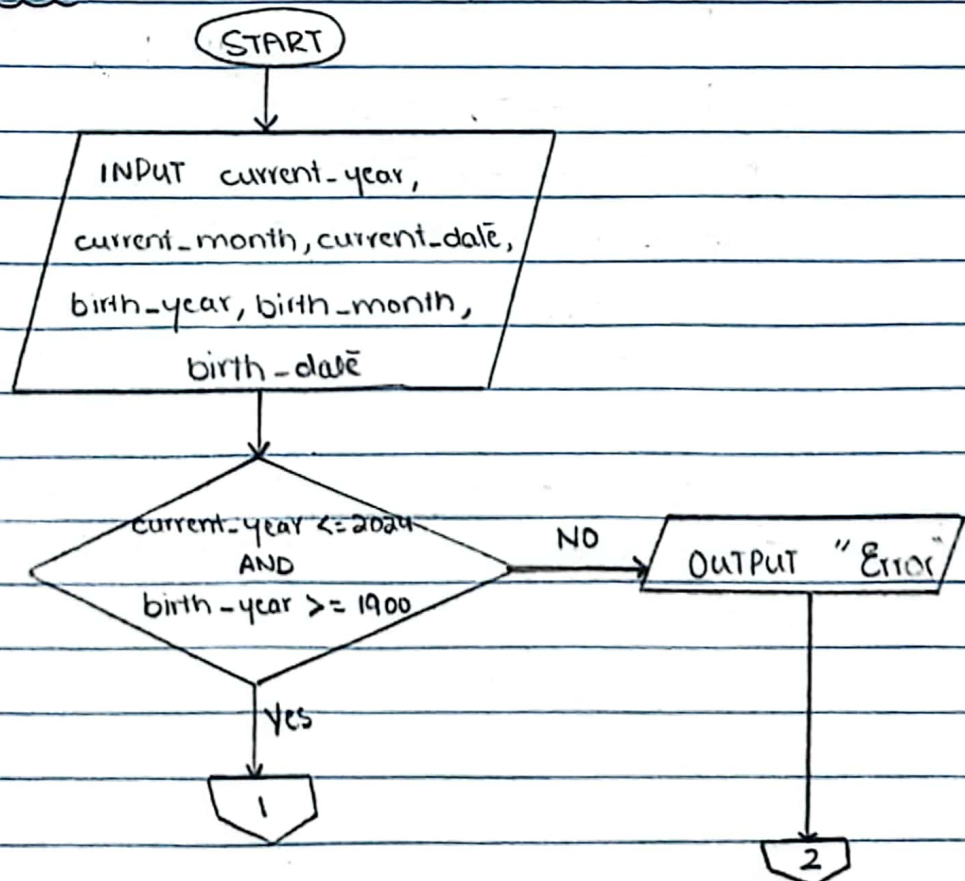 START
INPUT current_year,
current_month, current_date,
birth_year, birth_month,
birth_date
current_year <= 2024
AND
birth_year >= 1900
NO
OUTPUT "Error"
Yes
1
2